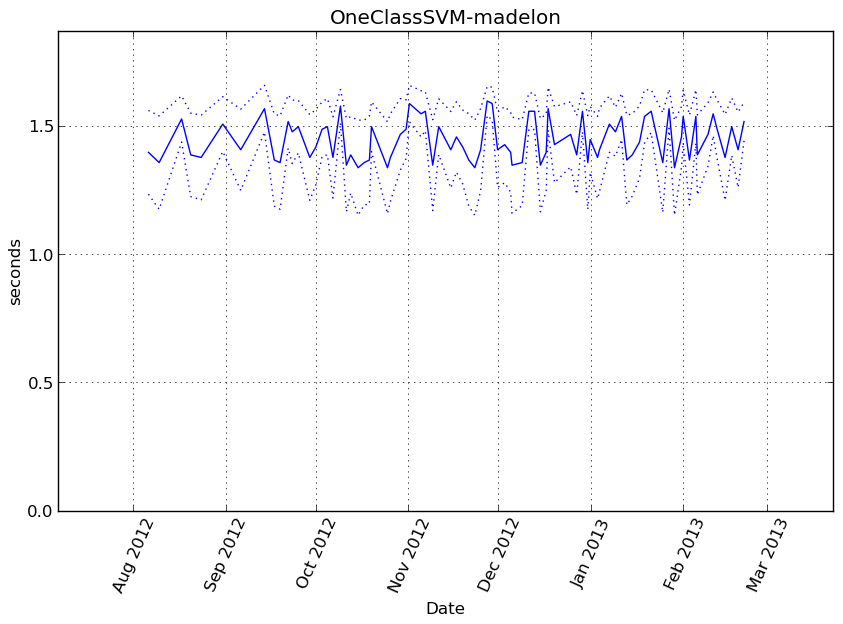 OneClassSVM-madelon
1.5
1.0
0.5
0.0
seconds
Aug 2012
Sep 2012
Oct 2012
Nov 2012
Dec 2012
Jan 2013
Feb 2013
Mar 2013
Date